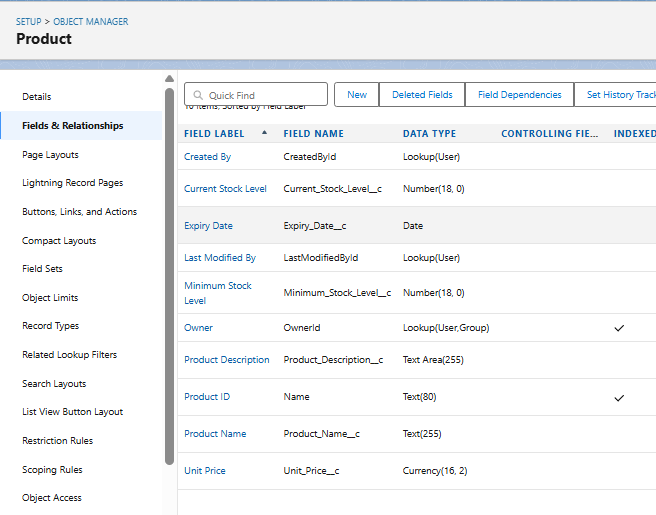 SETUP > OBJECT MANAGER
Product
Details
Fields & Relationships
Page Layouts
Lightning Record Pages
Buttons, Links, and Actions
Compact Layouts
Field Sets
Object Limits
Record Types
Related Lookup Filters
Search Layouts
List View Button Layout
Restriction Rules
Scoping Rules
Object Access
Quick Find New Deleted Fields Field Dependencies Set History Track
10 Items, Sorted by Field Label
FIELD LABEL FIELD NAME DATA TYPE CONTROLLING FIE... INDEXED
Created By CreatedById Lookup(User)
Current Stock Level Current_Stock_Level__c Number(18, 0)
Expiry Date Expiry_Date__c Date
Last Modified By LastModifiedById Lookup(User)
Minimum Stock
Level Minimum_Stock_Level__c Number(18, 0)
Owner OwnerId Lookup(User,Group)
Product Description Product_Description__c Text Area(255)
Product ID Name Text(80)
Product Name Product_Name__c Text(255)
Unit Price Unit_Price__c Currency(16, 2)